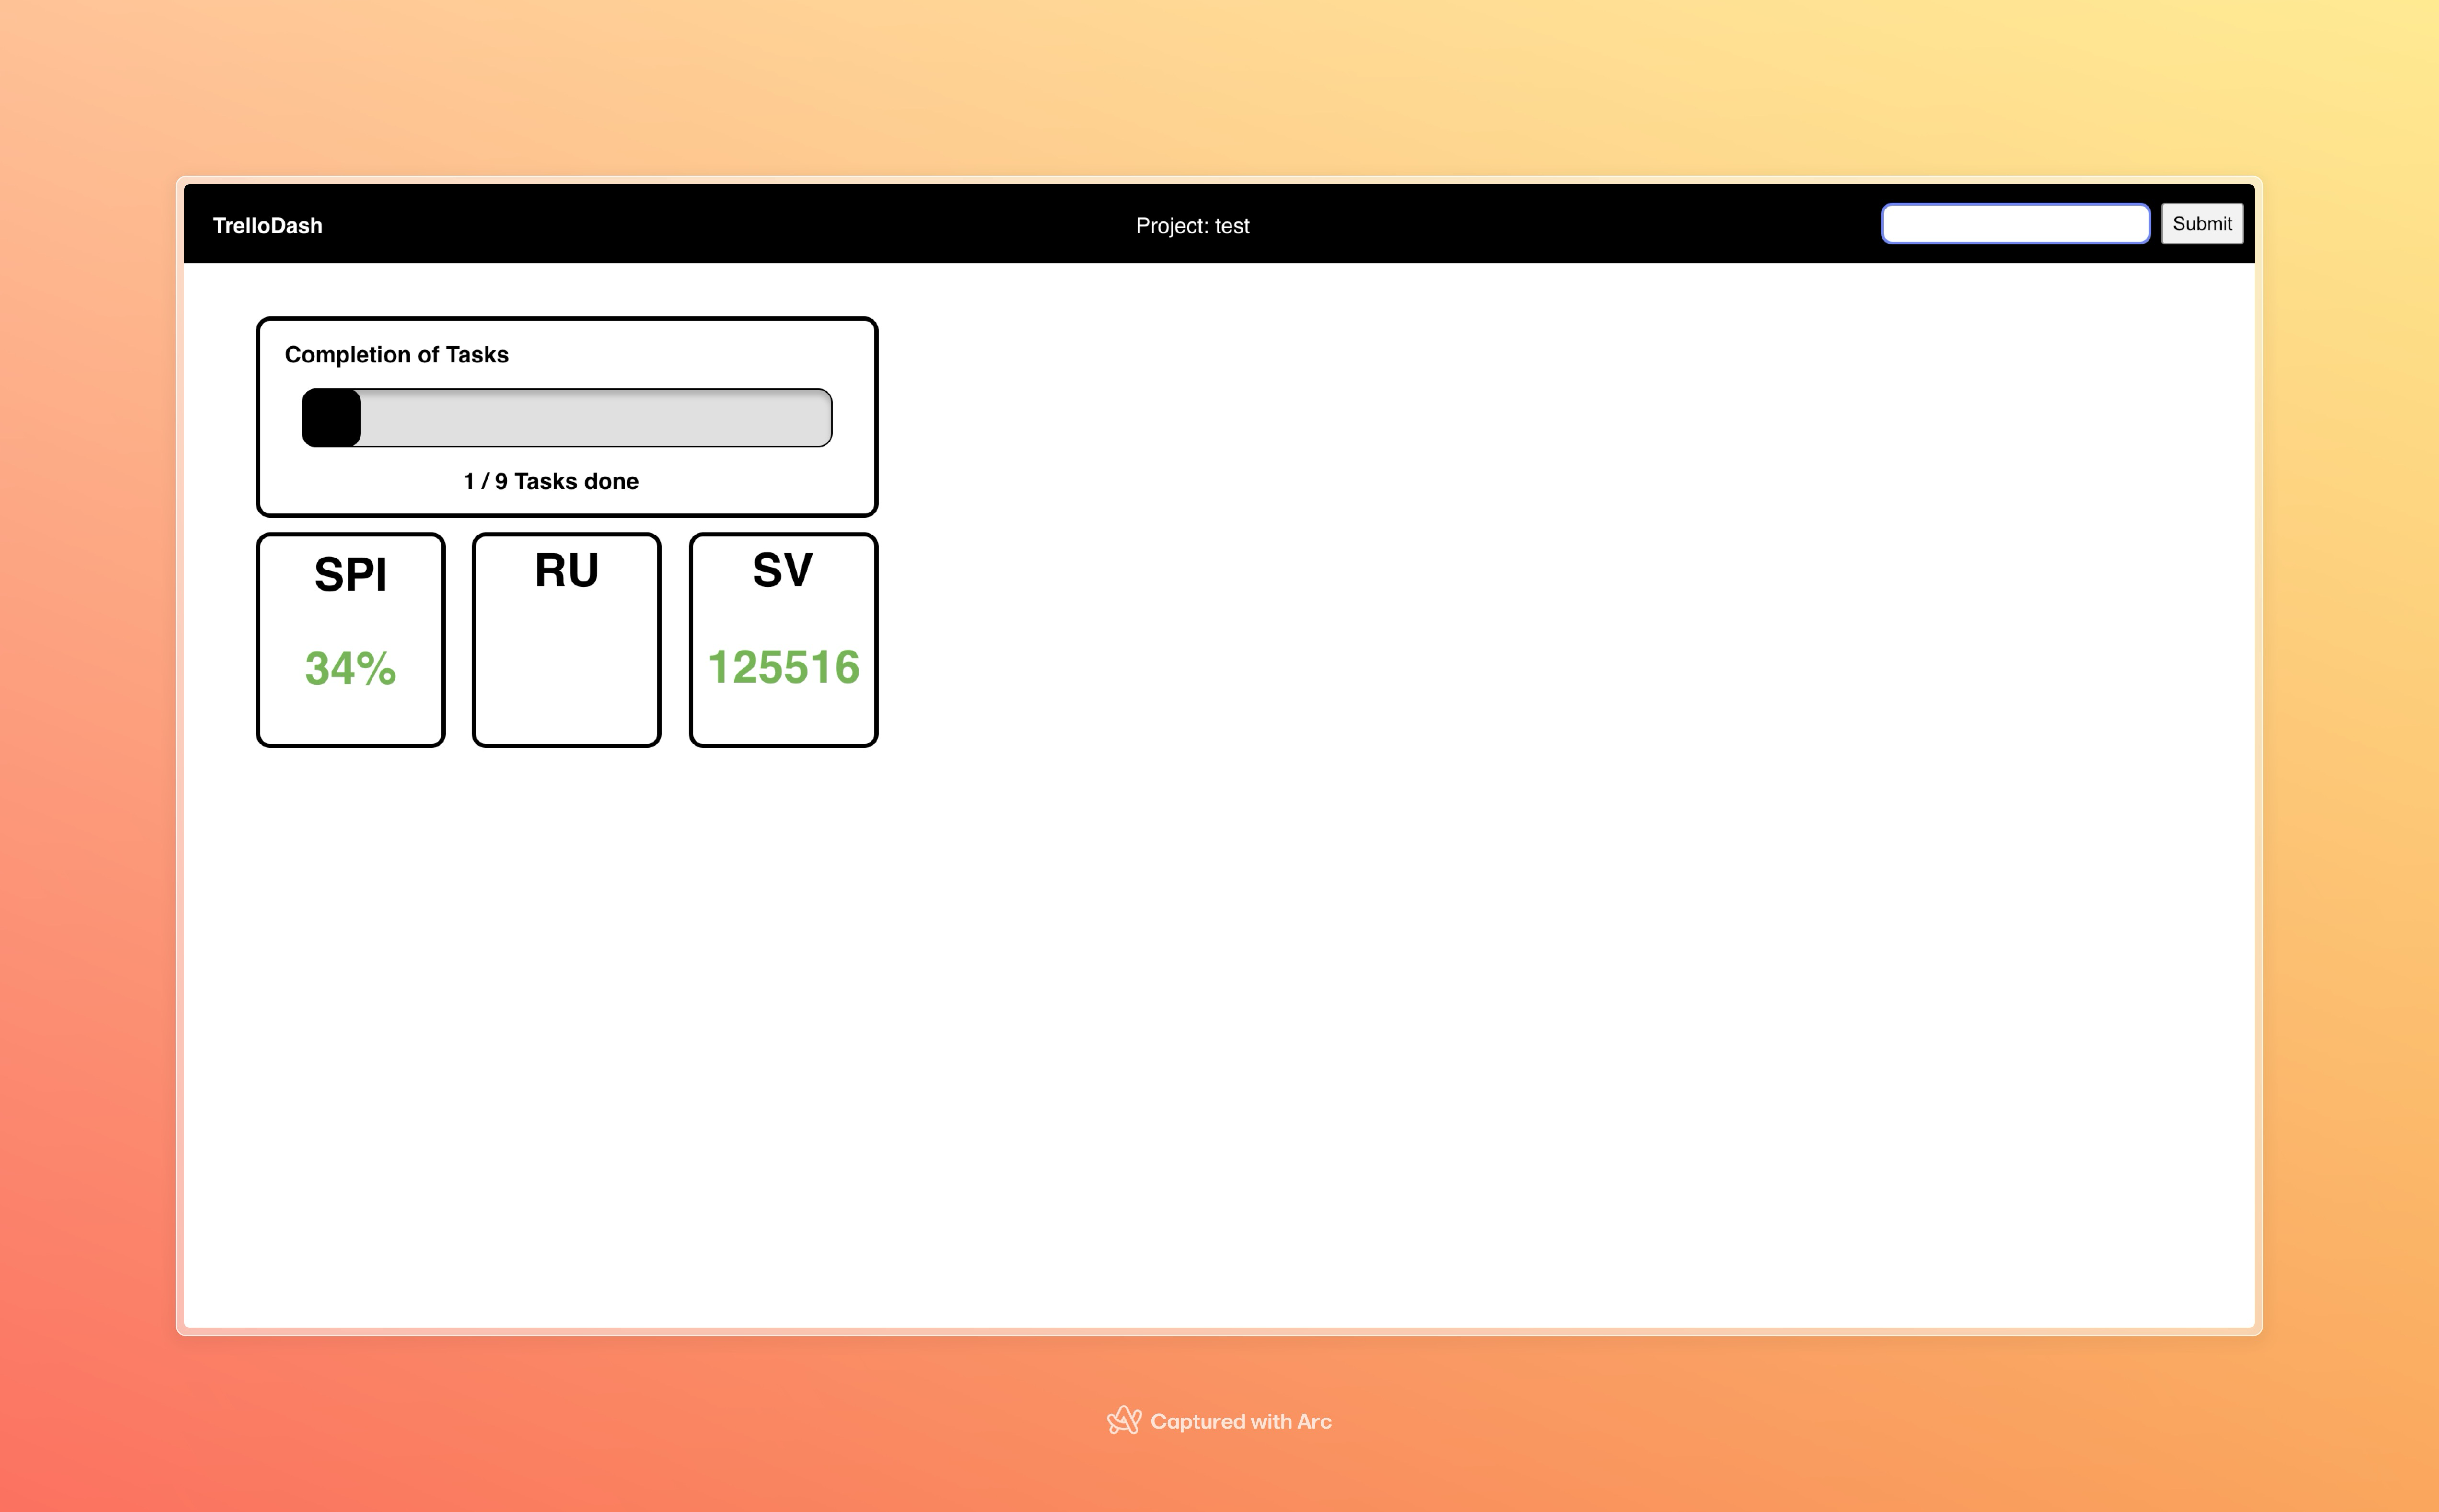 TrelloDash
Project: test
Submit
Completion of Tasks
1 / 9 Tasks done
SPI
34%
RU
SV
125516
Captured with Arc